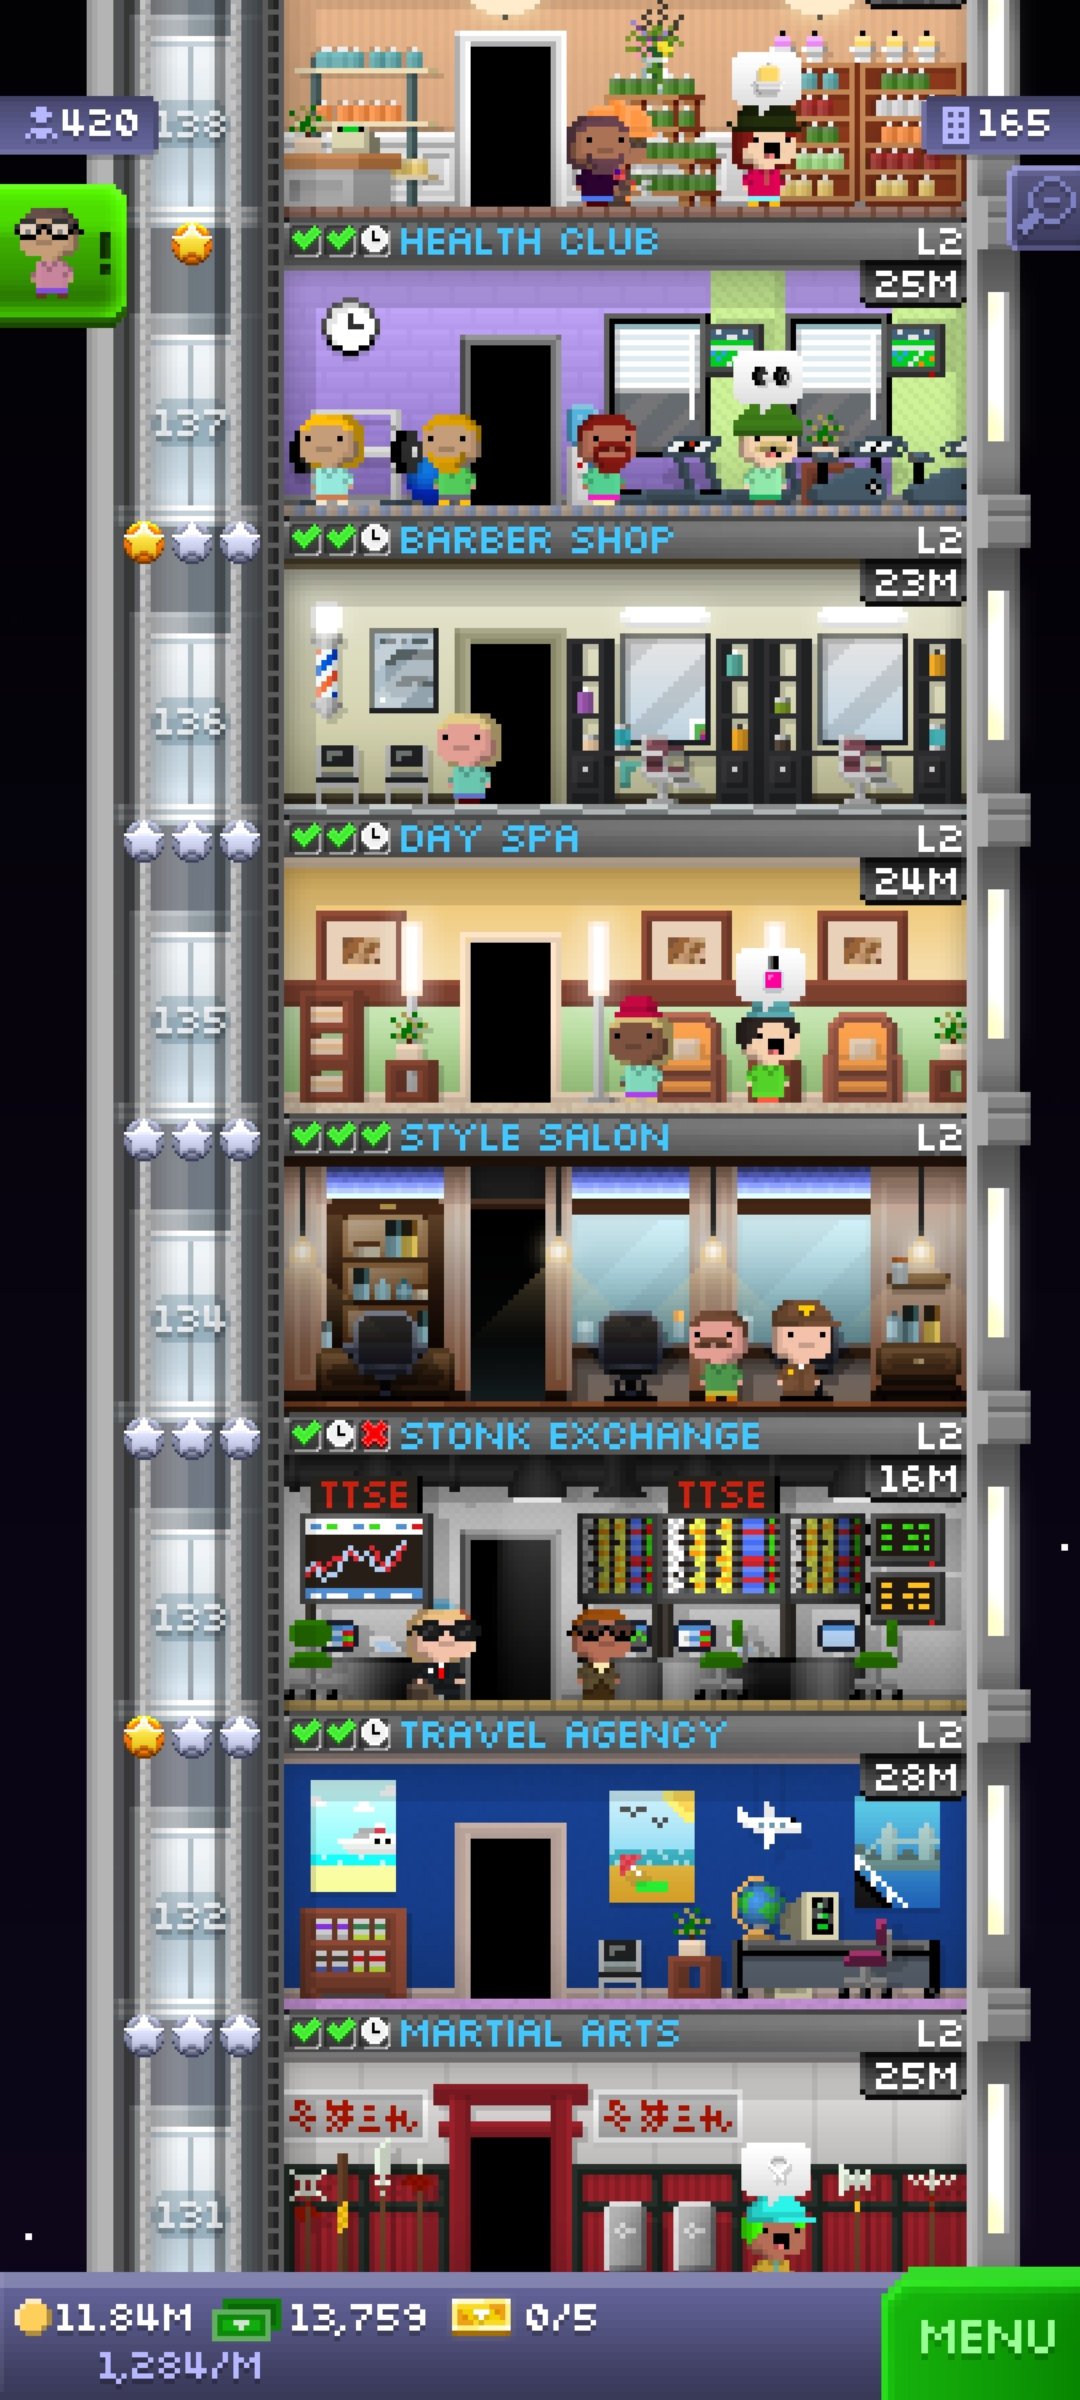 420
138
165
HEALTH CLUB L2
25M
137
BARBER SHOP L2
23M
136
DAY SPA L2
24M
135
STYLE SALON L2
134
STONK EXCHANGE L2
16M
TTSE TTSE
133
TRAVEL AGENCY L2
28M
132
MARTIAL ARTS L2
25M
131
11.84M 13,759 0/5
1,284/M
MENU